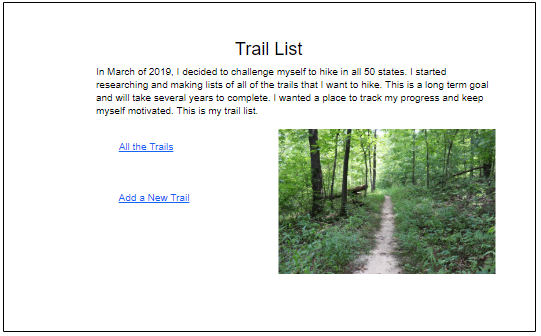 Trail List
In March of 2019, I decided to challenge myself to hike in all 50 states. I started
researching and making lists of all of the trails that I want to hike. This is a long term goal
and will take several years to complete. I wanted a place to track my progress and keep
myself motivated. This is my trail list.
All the Trails
Add a New Trail